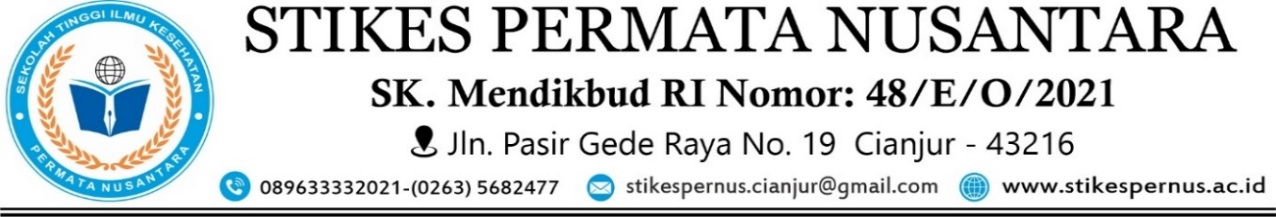 SEKOLAH TINGGI ILMU KESEHATAN
PERMATA NUSANTARA
STIKES PERMATA NUSANTARA
SK. Mendikbud RI Nomor: 48/E/O/2021
Jln. Pasir Gede Raya No. 19 Cianjur - 43216
089633332021-(0263) 5682477 stikespernus.cianjur@gmail.com www.stikespernus.ac.id